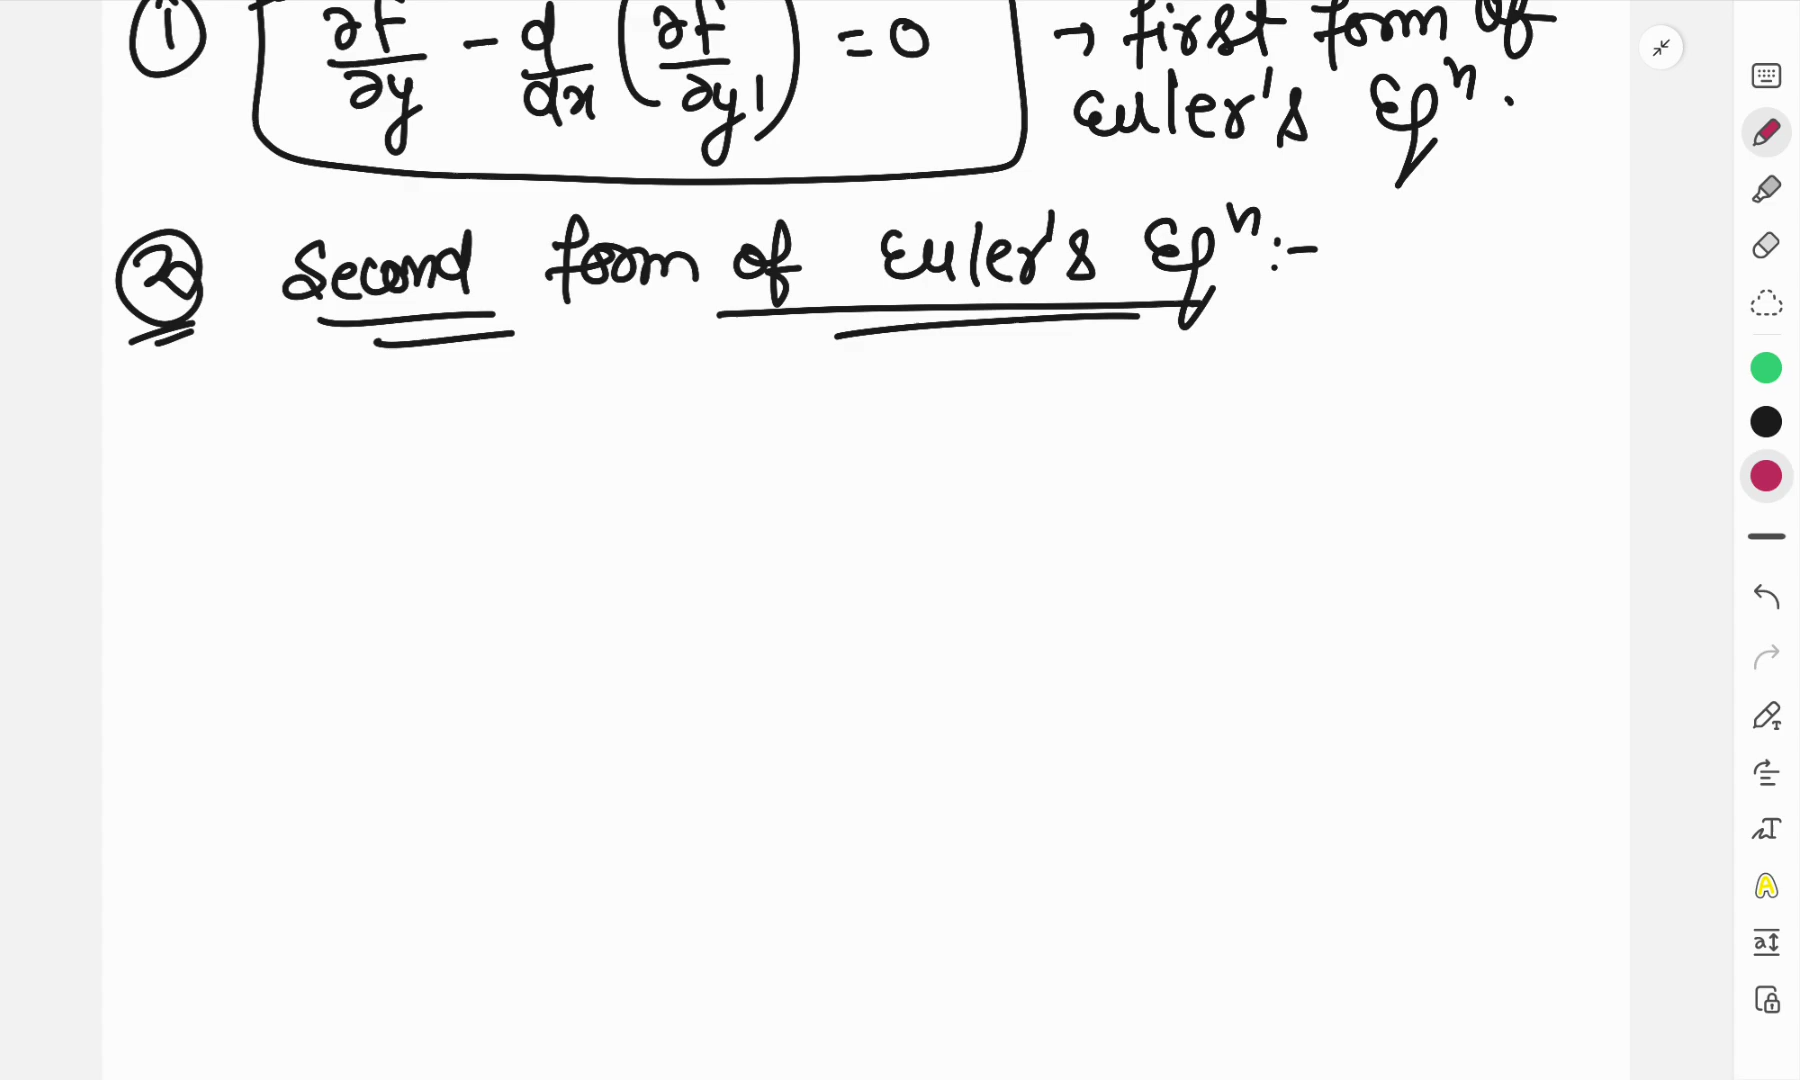 ① ∂f/∂y - d/dx (∂f/∂y') = 0 → first form of
Euler's Eqⁿ.
② Second form of Euler's Eqⁿ :-